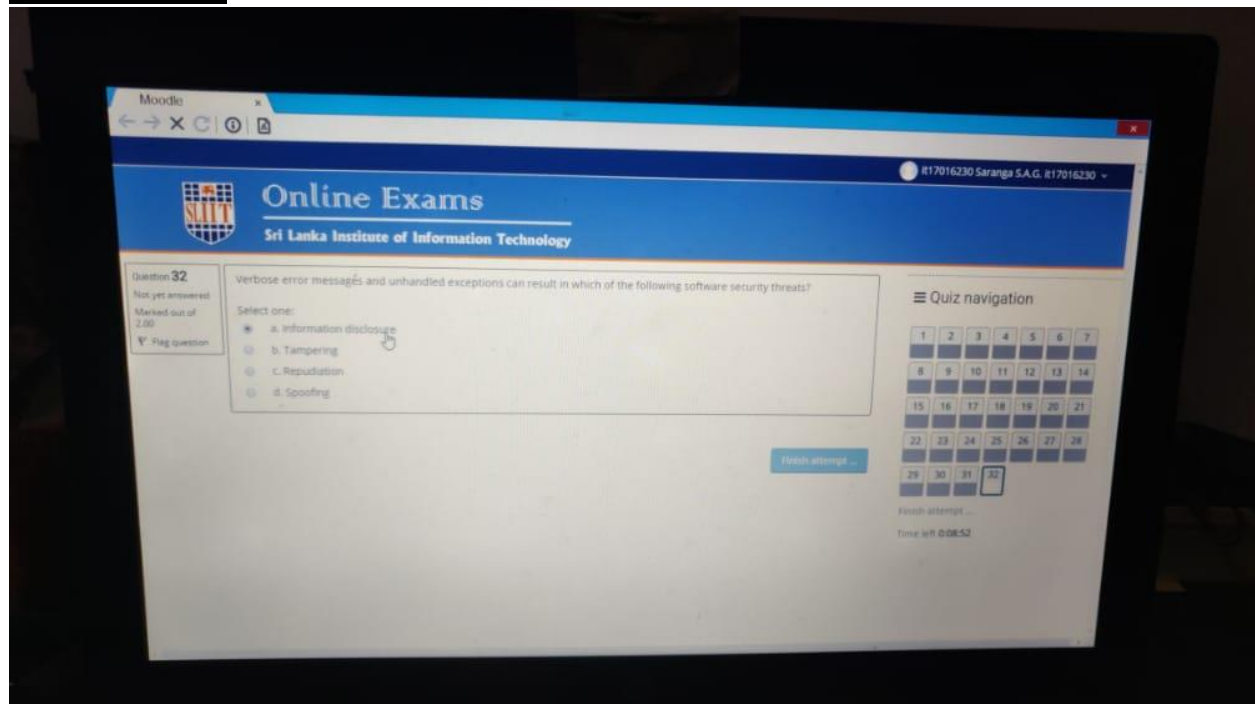 Moodle
it17016230 Saranga S.A.G. it17016230
SLIIT
Online Exams
Sri Lanka Institute of Information Technology
Question 32
Not yet answered
Marked out of
2.00
Flag question
Verbose error messages and unhandled exceptions can result in which of the following software security threats?
Select one:
a. Information disclosure
b. Tampering
c. Repudiation
d. Spoofing
Finish attempt ...
Quiz navigation
1 2 3 4 5 6 7
8 9 10 11 12 13 14
15 16 17 18 19 20 21
22 23 24 25 26 27 28
29 30 31 32
Finish attempt ...
Time left 0:08:52